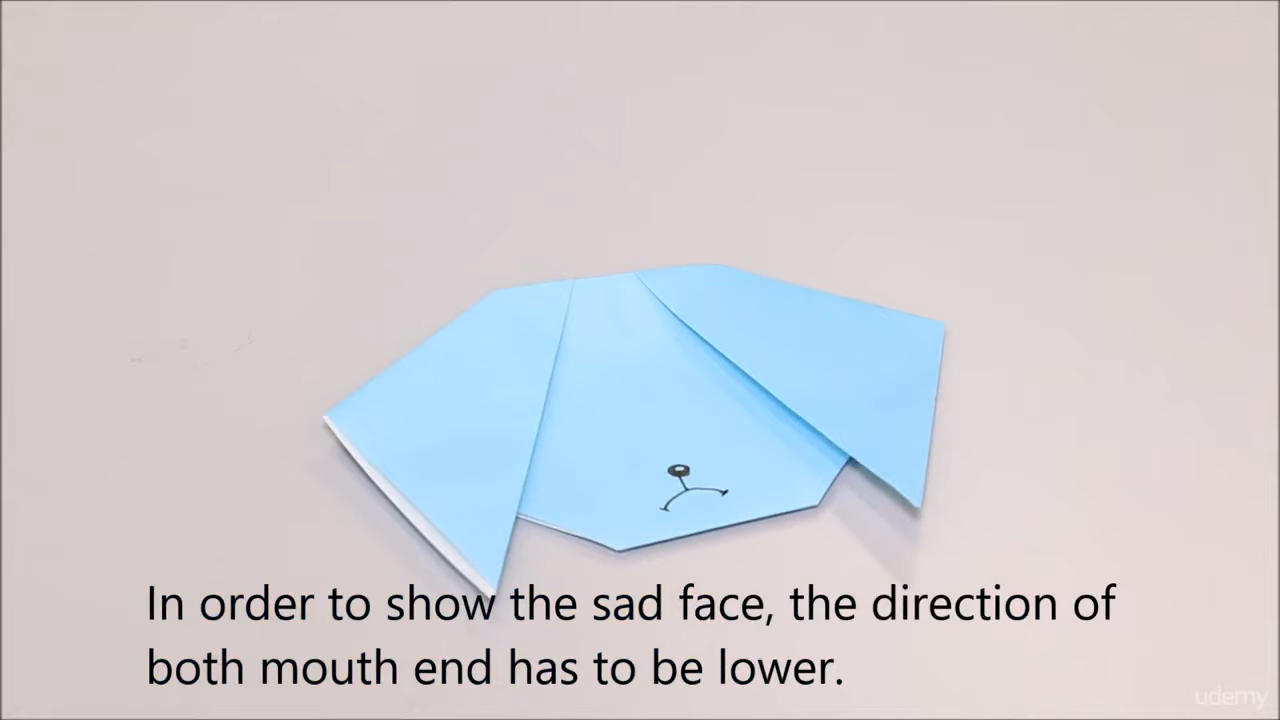 In order to show the sad face, the direction of
both mouth end has to be lower.
udemy